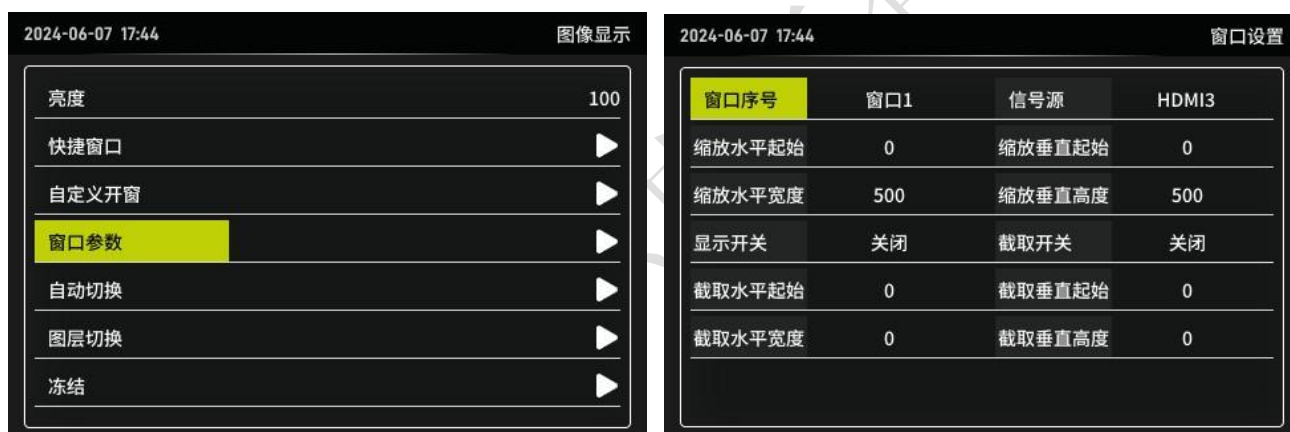 2024-06-07 17:44 图像显示
亮度 100
快捷窗口
自定义开窗
窗口参数
自动切换
图层切换
冻结
2024-06-07 17:44 窗口设置
窗口序号 窗口1 信号源 HDMI3
缩放水平起始 0 缩放垂直起始 0
缩放水平宽度 500 缩放垂直高度 500
显示开关 关闭 截取开关 关闭
截取水平起始 0 截取垂直起始 0
截取水平宽度 0 截取垂直高度 0